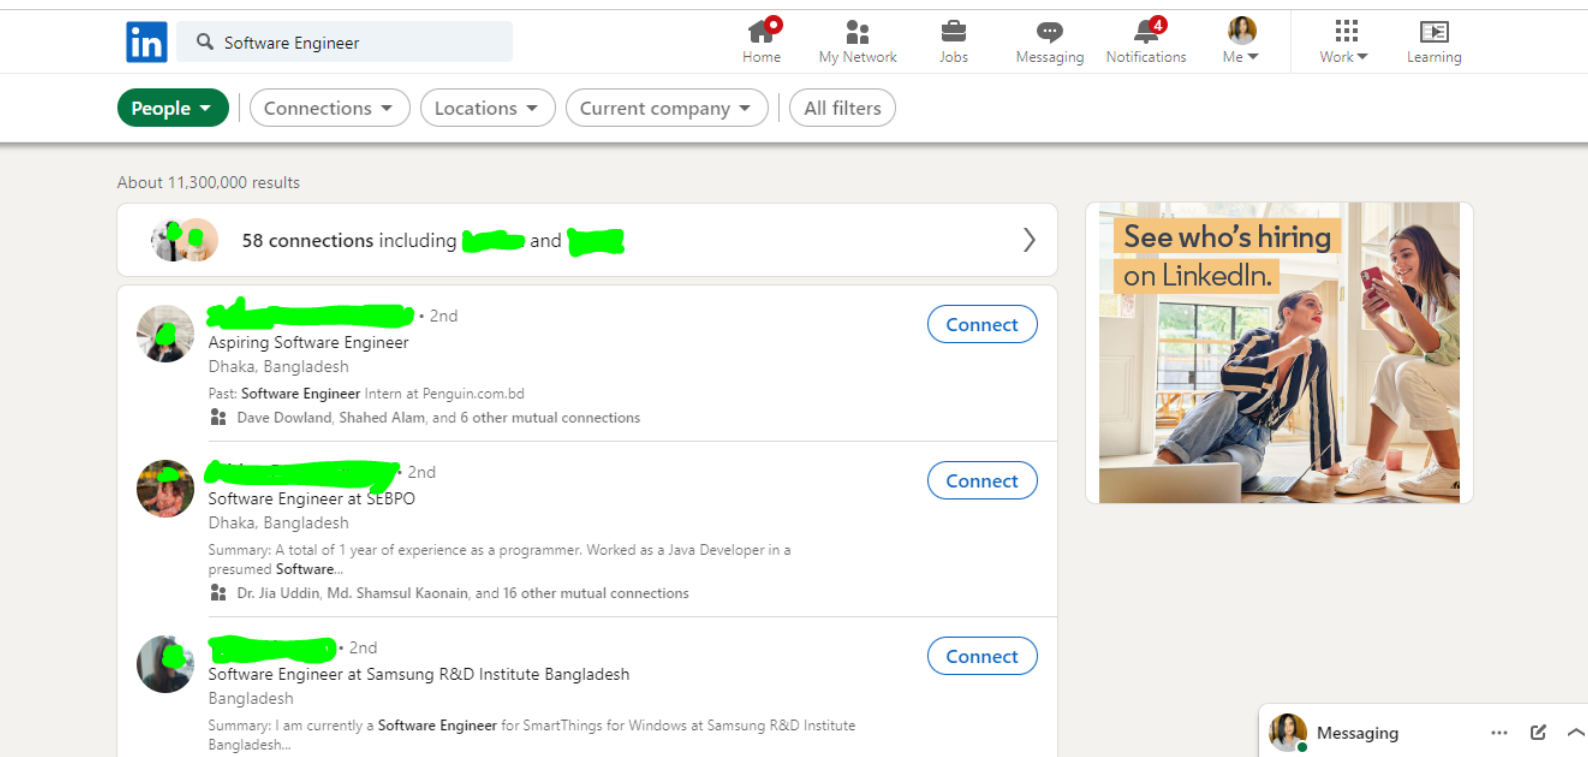 in
Software Engineer
Home
My Network
Jobs
Messaging
4
Notifications
Me
Work
Learning
People
Connections
Locations
Current company
All filters
About 11,300,000 results
58 connections including and
• 2nd
Connect
Aspiring Software Engineer
Dhaka, Bangladesh
Past: Software Engineer Intern at Penguin.com.bd
Dave Dowland, Shahed Alam, and 6 other mutual connections
• 2nd
Connect
Software Engineer at SEBPO
Dhaka, Bangladesh
Summary: A total of 1 year of experience as a programmer. Worked as a Java Developer in a
presumed Software...
Dr. Jia Uddin, Md. Shamsul Kaonain, and 16 other mutual connections
• 2nd
Connect
Software Engineer at Samsung R&D Institute Bangladesh
Bangladesh
Summary: I am currently a Software Engineer for SmartThings for Windows at Samsung R&D Institute
Bangladesh...
See who's hiring
on LinkedIn.
Messaging